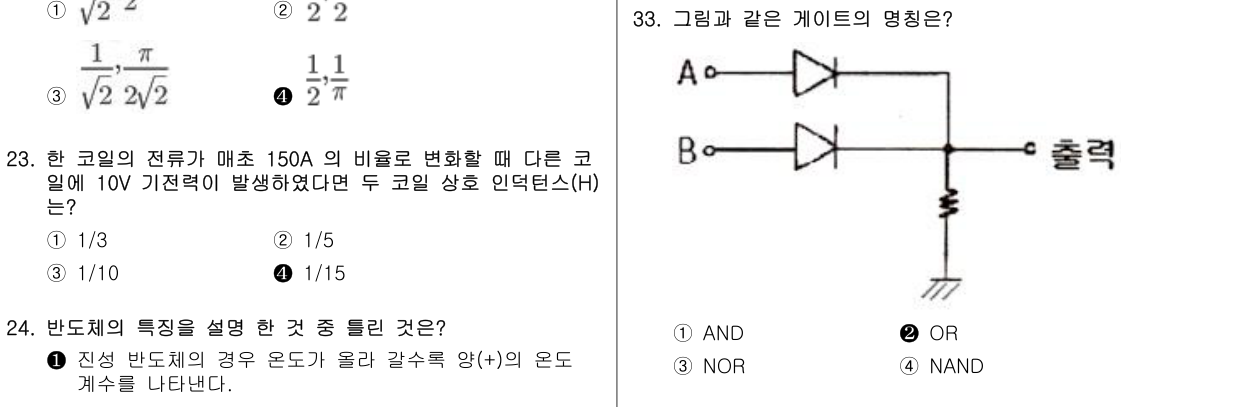 ① √2 2
② 2'2
③ 1/√2, π/2√2
❹ 1/2, 1/π
23. 한 코일의 전류가 매초 150A 의 비율로 변화할 때 다른 코
일에 10V 기전력이 발생하였다면 두 코일 상호 인덕턴스(H)
는?
① 1/3
② 1/5
③ 1/10
❹ 1/15
24. 반도체의 특징을 설명 한 것 중 틀린 것은?
❶ 진성 반도체의 경우 온도가 올라 갈수록 양(+)의 온도
계수를 나타낸다.
33. 그림과 같은 게이트의 명칭은?
A
B
출력
① AND
❷ OR
③ NOR
④ NAND